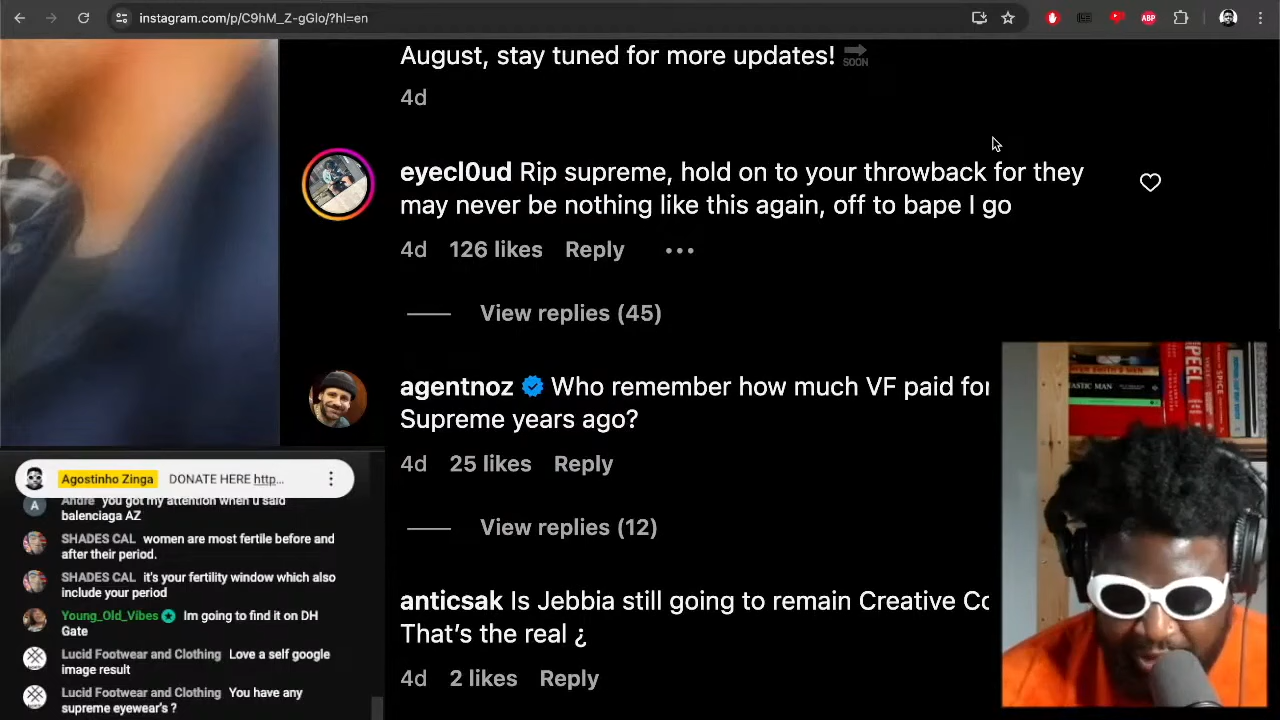 instagram.com/p/C9hM_Z-gGlo/?hl=en
ABP
August, stay tuned for more updates!
SOON
4d
eyecl0ud Rip supreme, hold on to your throwback for they
may never be nothing like this again, off to bape I go
4d 126 likes Reply
View replies (45)
agentnoz Who remember how much VF paid for
Supreme years ago?
4d 25 likes Reply
View replies (12)
anticsak Is Jebbia still going to remain Creative Co
That's the real ¿
4d 2 likes Reply
Agostinho Zinga DONATE HERE http...
Andre you got my attention when u said
balenciaga AZ
SHADES CAL women are most fertile before and
after their period.
SHADES CAL it's your fertility window which also
include your period
Young_Old_Vibes Im going to find it on DH
Gate
Lucid Footwear and Clothing Love a self google
image result
Lucid Footwear and Clothing You have any
supreme eyewear's ?
A
SPEEL
SPICE